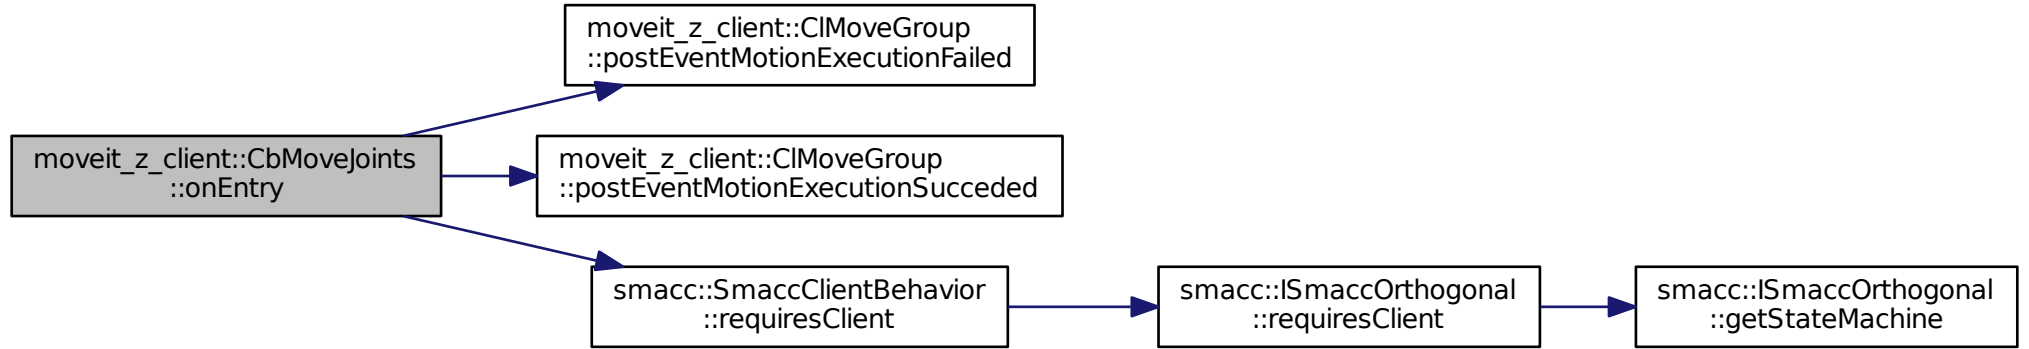 moveit_z_client::ClMoveGroup
::postEventMotionExecutionFailed
moveit_z_client::CbMoveJoints
::onEntry
moveit_z_client::ClMoveGroup
::postEventMotionExecutionSucceded
smacc::SmaccClientBehavior
::requiresClient
smacc::ISmaccOrthogonal
::requiresClient
smacc::ISmaccOrthogonal
::getStateMachine